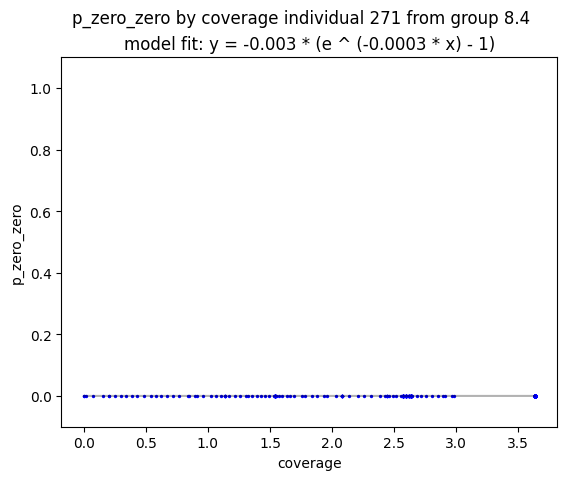 p_zero_zero by coverage individual 271 from group 8.4
model fit: y = -0.003 * (e ^ (-0.0003 * x) - 1)
1.0
0.8
0.6
0.4
0.2
0.0
p_zero_zero
0.0 0.5 1.0 1.5 2.0 2.5 3.0 3.5
coverage